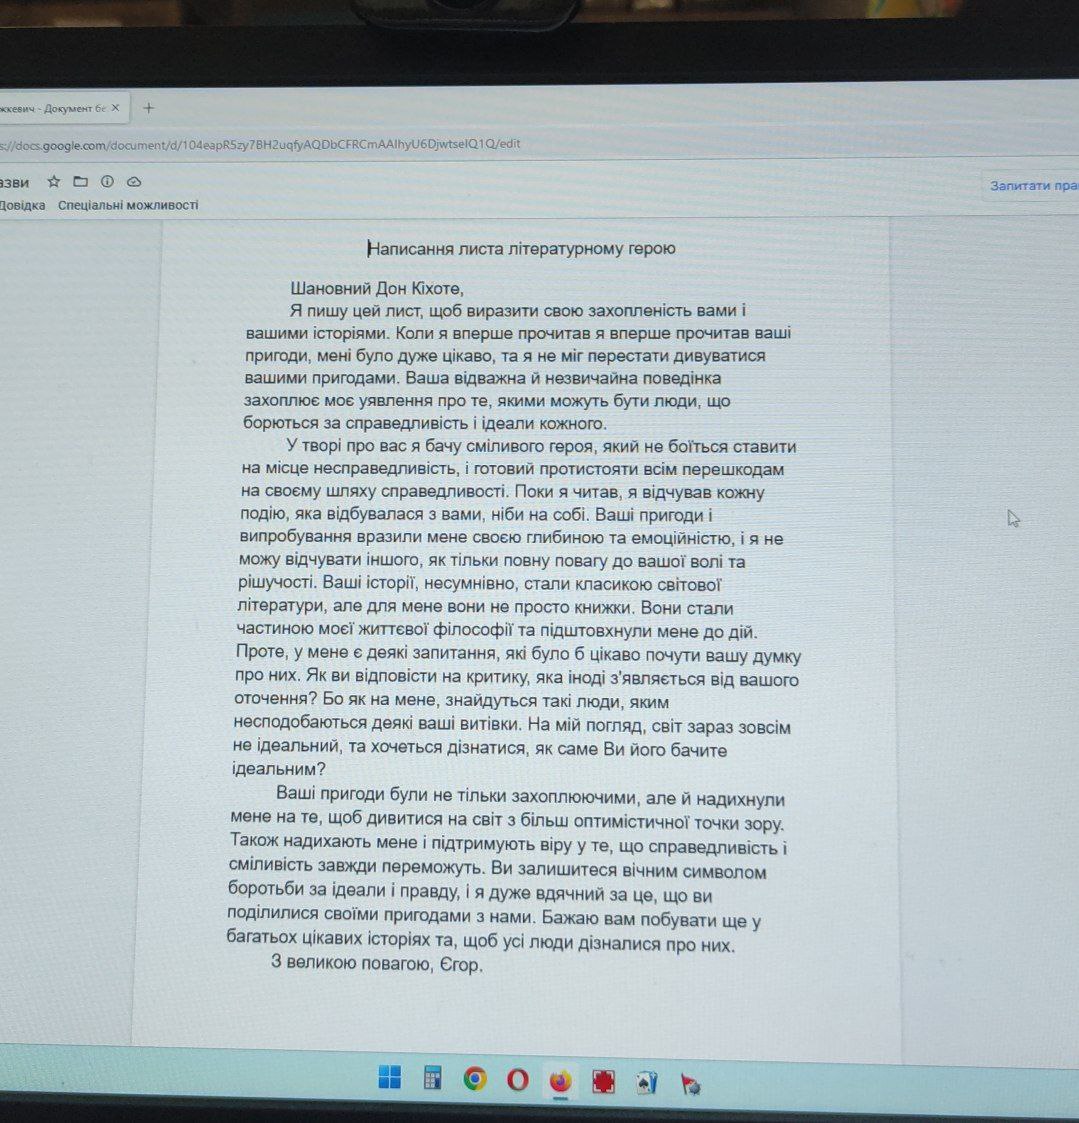 жкевич - Документ бе
s://docs.google.com/document/d/104eapR5zy7BH2uqfyAQDbCFRCmAAIhyU6DjwtseIQ1Q/edit
азви
Запитати пра
Довідка Спеціальні можливості
Написання листа літературному герою
Шановний Дон Кіхоте,
Я пишу цей лист, щоб виразити свою захопленість вами і
вашими історіями. Коли я вперше прочитав я вперше прочитав ваші
пригоди, мені було дуже цікаво, та я не міг перестати дивуватися
вашими пригодами. Ваша відважна й незвичайна поведінка
захоплює моє уявлення про те, якими можуть бути люди, що
борються за справедливість і ідеали кожного.
У творі про вас я бачу сміливого героя, який не боїться ставити
на місце несправедливість, і готовий протистояти всім перешкодам
на своєму шляху справедливості. Поки я читав, я відчував кожну
подію, яка відбувалася з вами, ніби на собі. Ваші пригоди і
випробування вразили мене своєю глибиною та емоційністю, і я не
можу відчувати іншого, як тільки повну повагу до вашої волі та
рішучості. Ваші історії, несумнівно, стали класикою світової
літератури, але для мене вони не просто книжки. Вони стали
частиною моєї життєвої філософії та підштовхнули мене до дій.
Проте, у мене є деякі запитання, які було б цікаво почути вашу думку
про них. Як ви відповісти на критику, яка іноді з'являється від вашого
оточення? Бо як на мене, знайдуться такі люди, яким
несподобаються деякі ваші витівки. На мій погляд, світ зараз зовсім
не ідеальний, та хочеться дізнатися, як саме Ви його бачите
ідеальним?
Ваші пригоди були не тільки захоплюючими, але й надихнули
мене на те, щоб дивитися на світ з більш оптимістичної точки зору.
Також надихають мене і підтримують віру у те, що справедливість і
сміливість завжди переможуть. Ви залишитеся вічним символом
боротьби за ідеали і правду, і я дуже вдячний за це, що ви
поділилися своїми пригодами з нами. Бажаю вам побувати ще у
багатьох цікавих історіях та, щоб усі люди дізналися про них.
З великою повагою, Єгор.